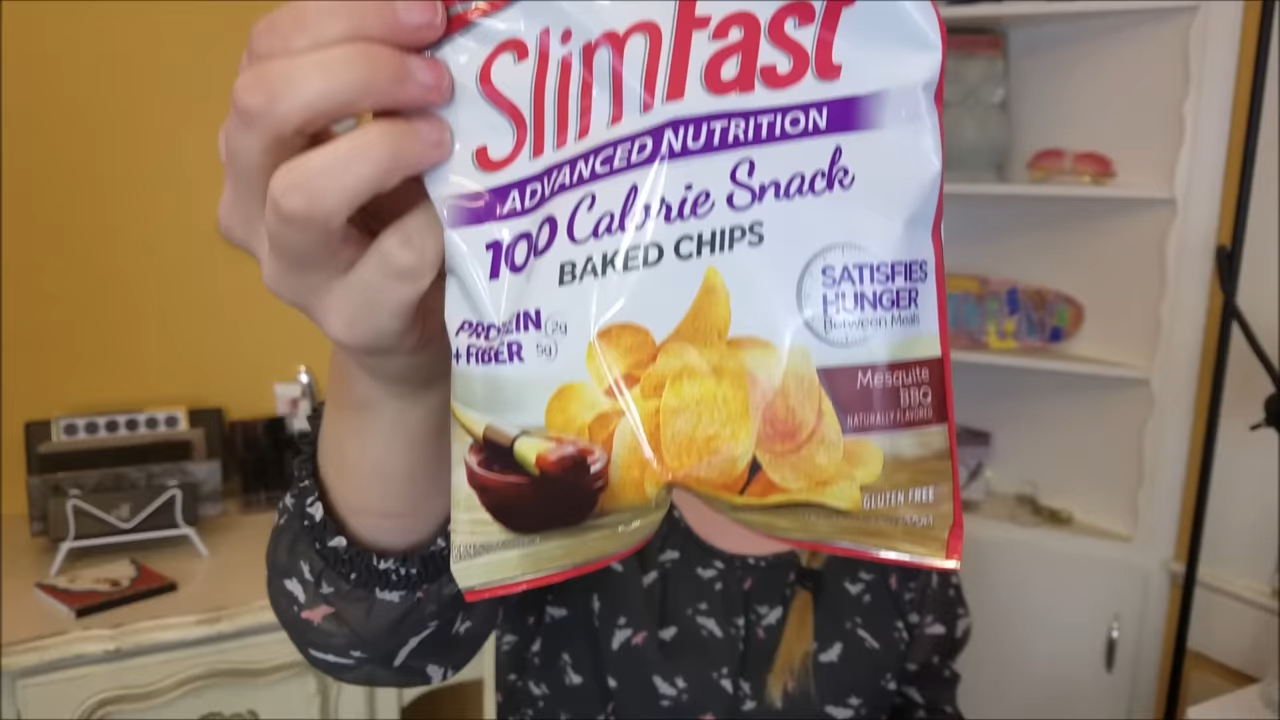 SlimFast
ADVANCED NUTRITION
100 Calorie Snack
BAKED CHIPS
SATISFIES
HUNGER
Between Meals
PROTEIN (2g
+ FIBER 5g)
Mesquite
BBQ
NATURALLY FLAVORED
GLUTEN FREE